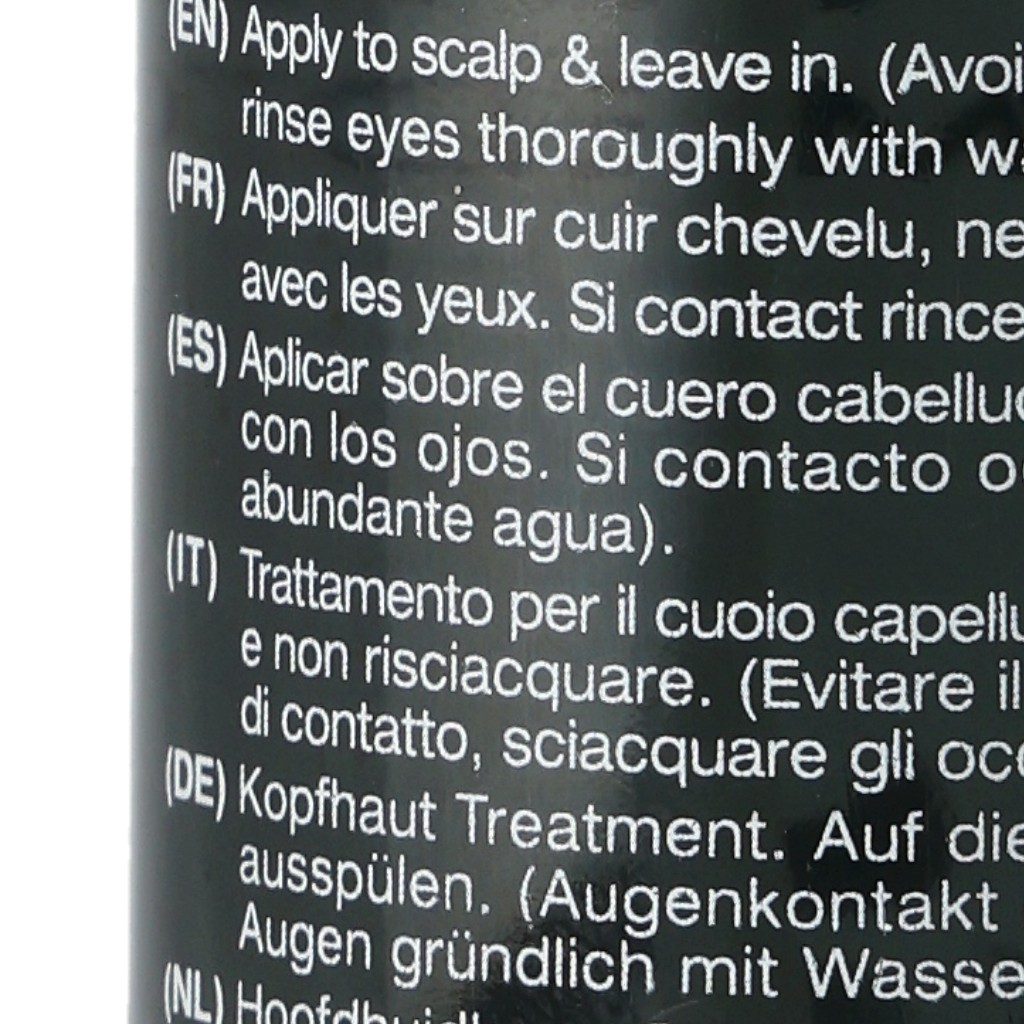 (EN) Apply to scalp & leave in. (Avoi
rinse eyes thoroughly with w
(FR) Appliquer sur cuir chevelu, ne
avec les yeux. Si contact rince
(ES) Aplicar sobre el cuero cabellu
con los ojos. Si contacto o
abundante agua).
(IT) Trattamento per il cuoio capellu
e non risciacquare. (Evitare il
di contatto, sciacquare gli occ
(DE) Kopfhaut Treatment. Auf die
ausspülen. (Augenkontakt
Augen gründlich mit Wasse
(NL)